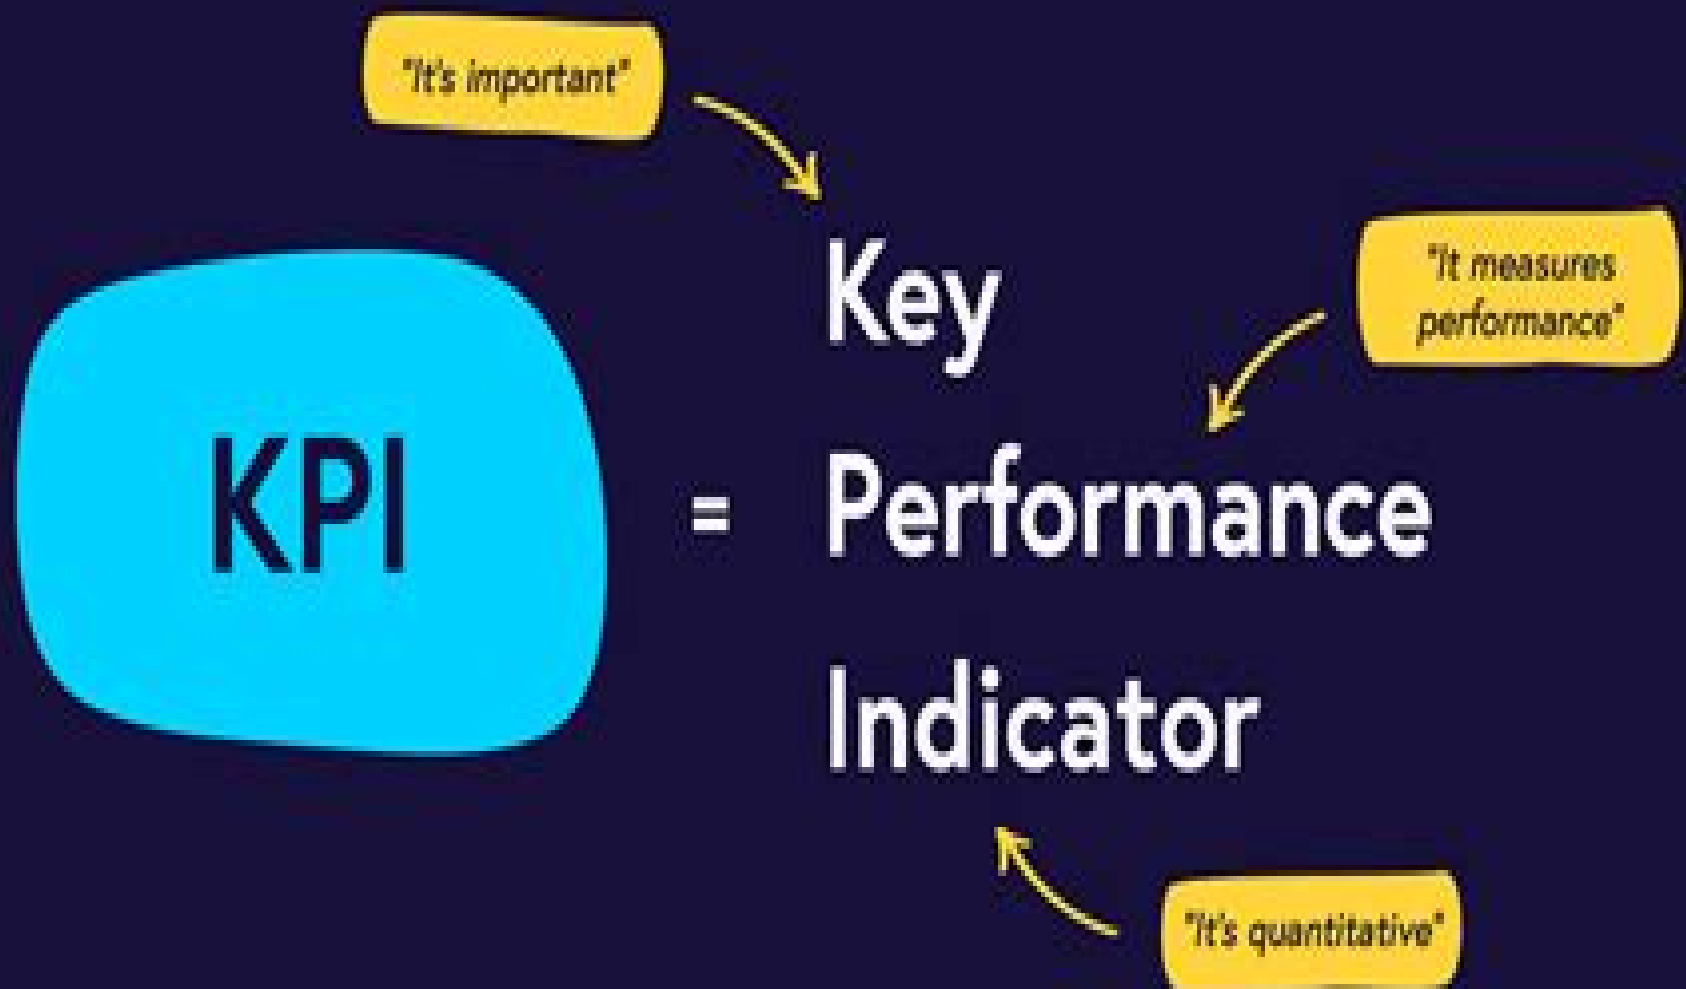 "It's important"
Key
"It measures
performance"
KPI
=
Performance
Indicator
"It's quantitative"